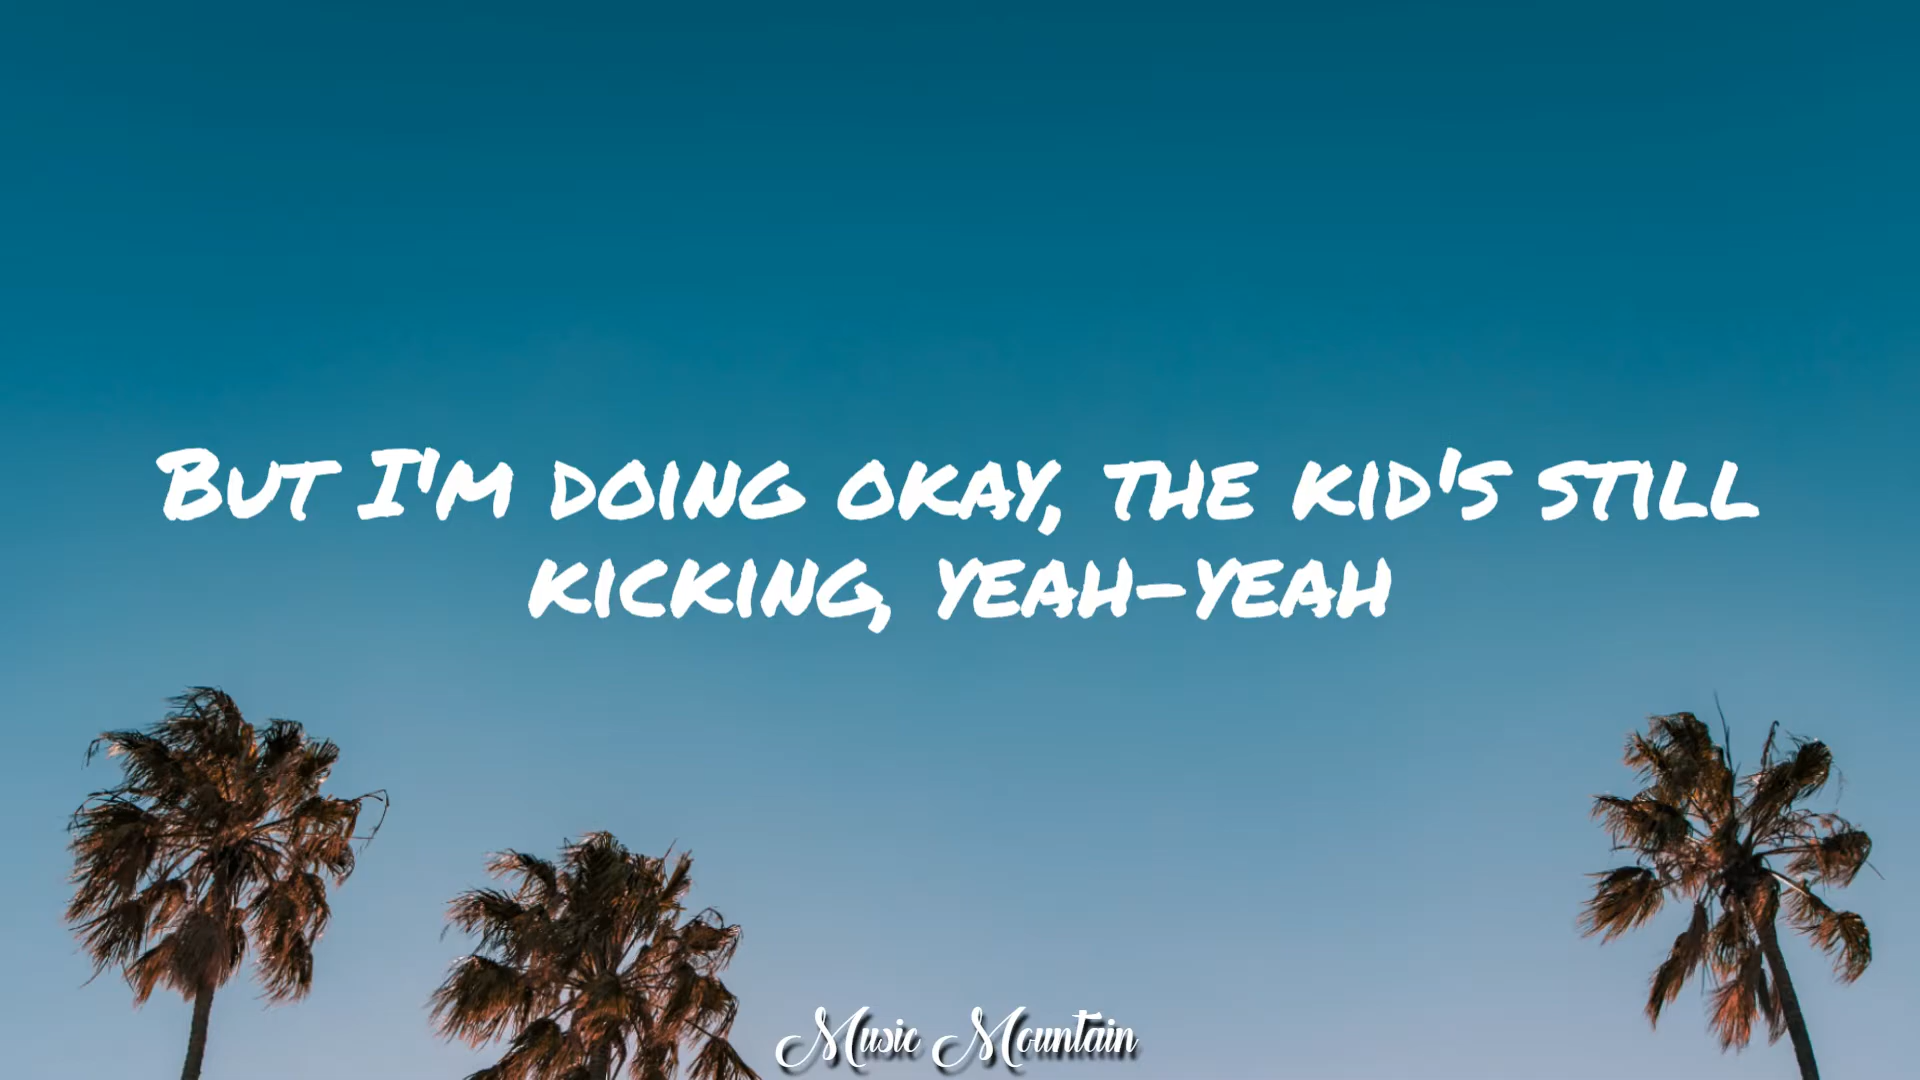 But I'm doing okay, the kid's still
kicking, yeah-yeah
Music Mountain